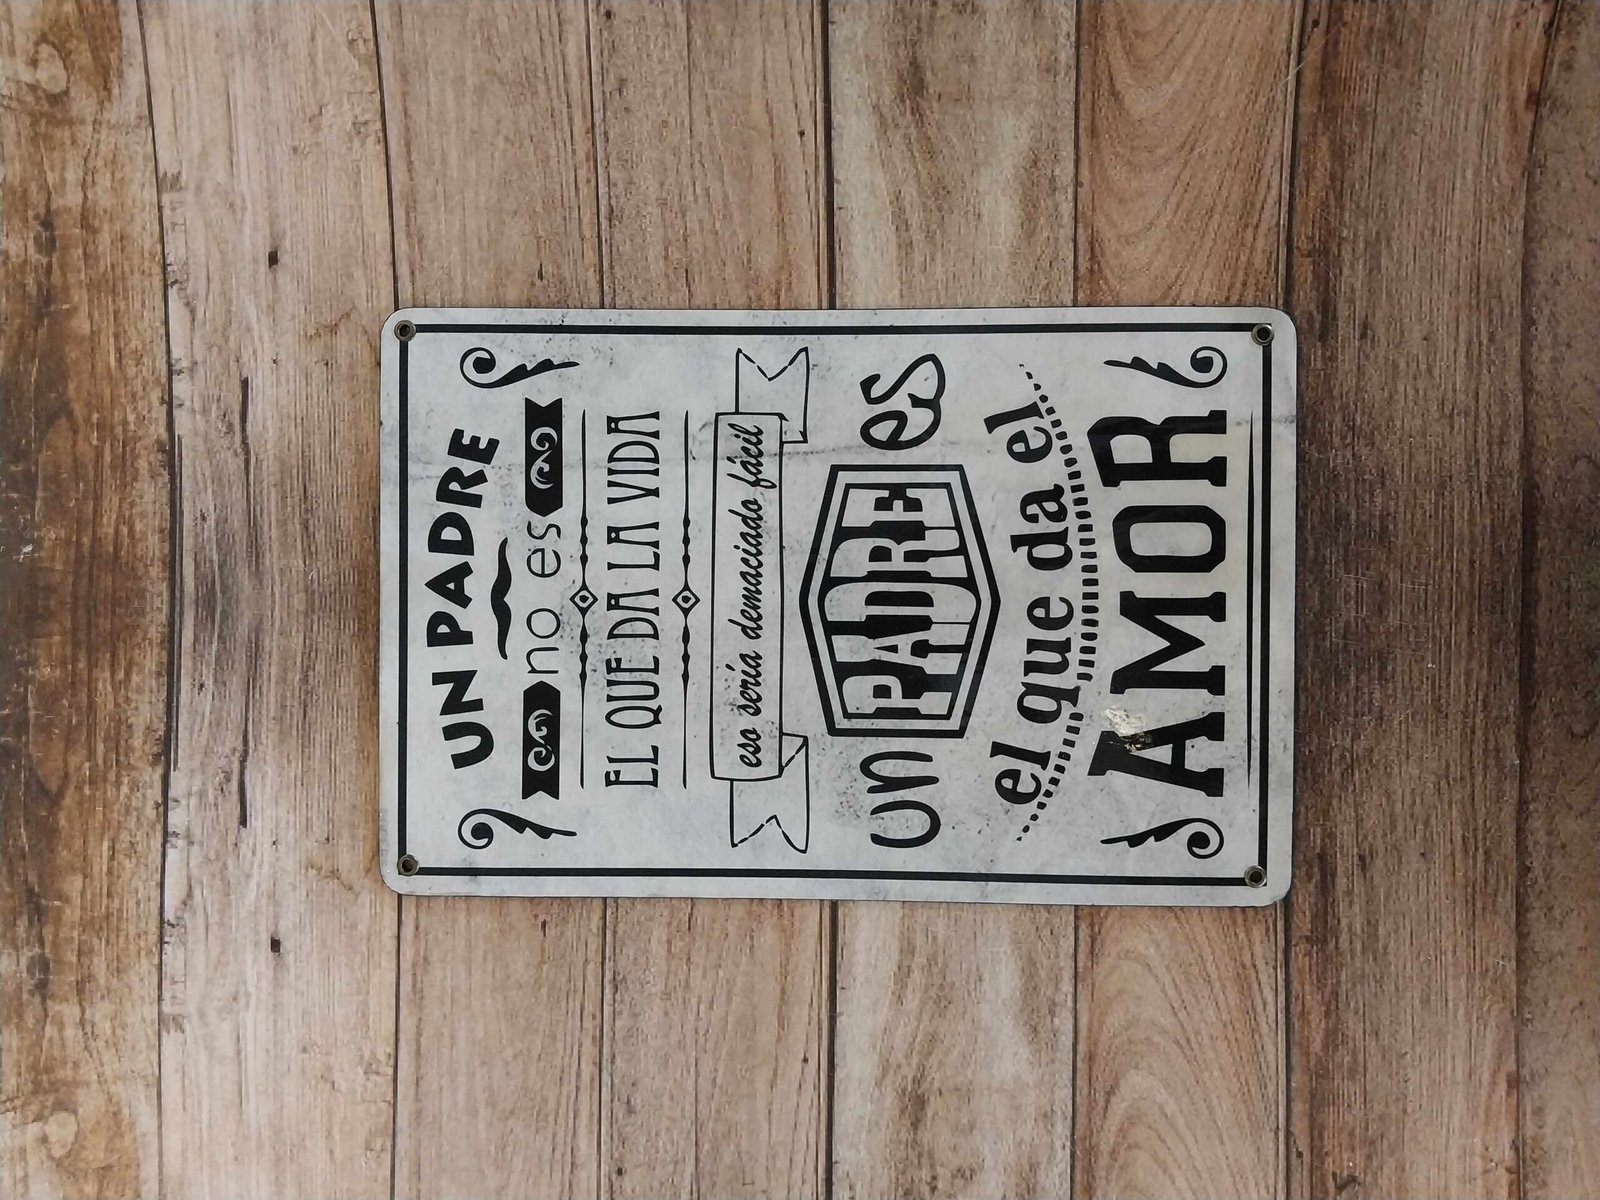 UN PADRE
no es
EL QUE DA LA VIDA
eso sería demaciado fácil
un PADRE es
el que da el
AMOR